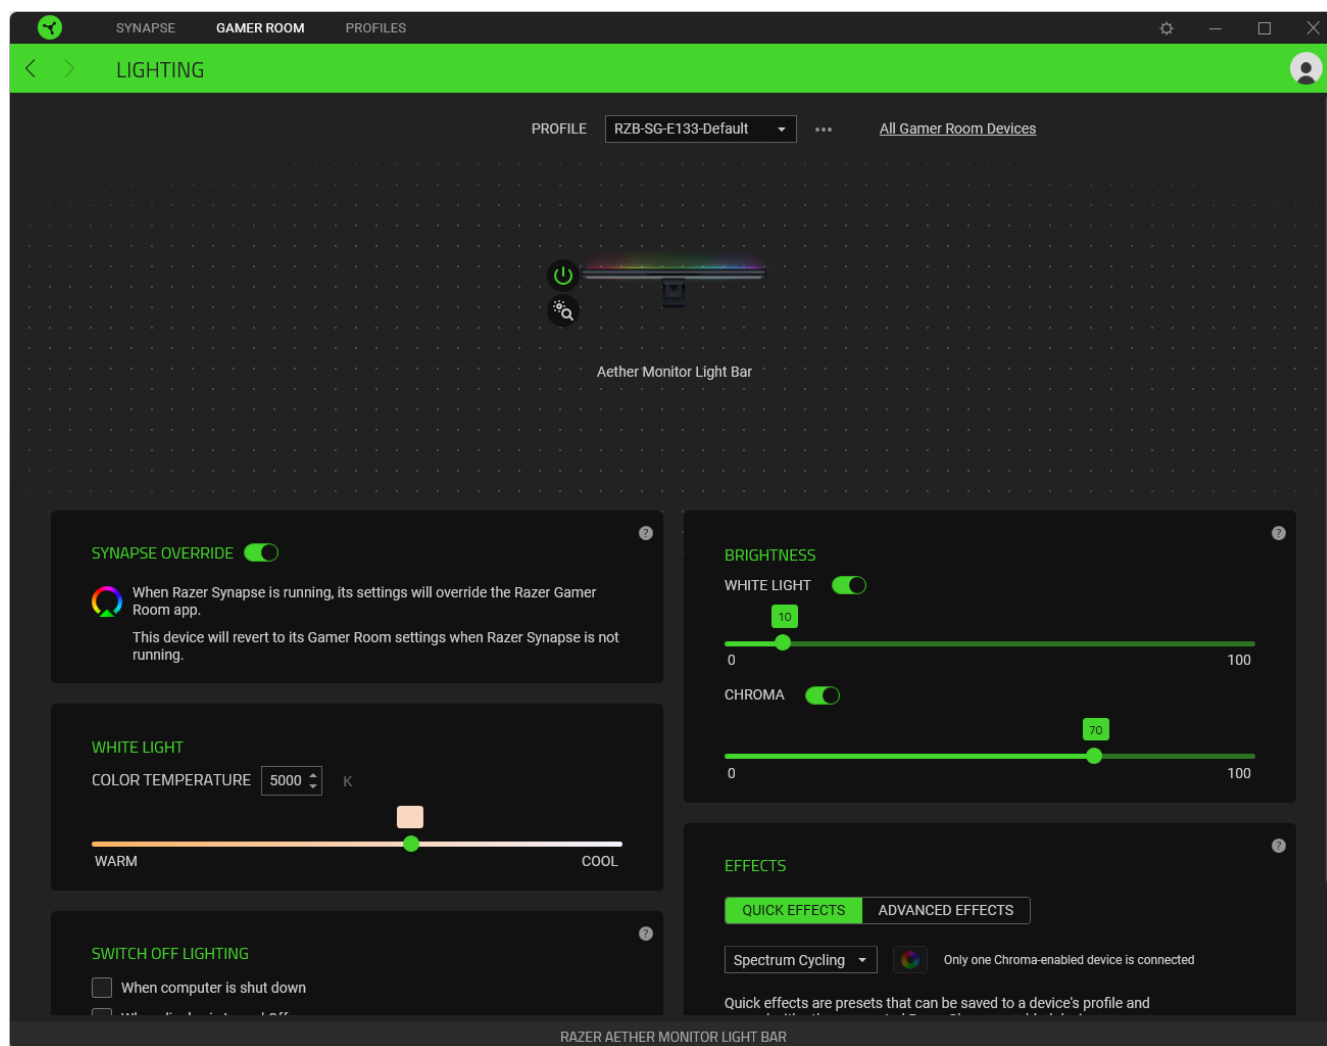 SYNAPSE GAMER ROOM PROFILES
LIGHTING
PROFILE RZB-SG-E133-Default All Gamer Room Devices
Aether Monitor Light Bar
SYNAPSE OVERRIDE
When Razer Synapse is running, its settings will override the Razer Gamer
Room app.
This device will revert to its Gamer Room settings when Razer Synapse is not
running.
WHITE LIGHT
COLOR TEMPERATURE 5000 K
WARM COOL
SWITCH OFF LIGHTING
When computer is shut down
BRIGHTNESS
WHITE LIGHT
10
0 100
CHROMA
70
0 100
EFFECTS
QUICK EFFECTS ADVANCED EFFECTS
Spectrum Cycling Only one Chroma-enabled device is connected
Quick effects are presets that can be saved to a device's profile and
RAZER AETHER MONITOR LIGHT BAR